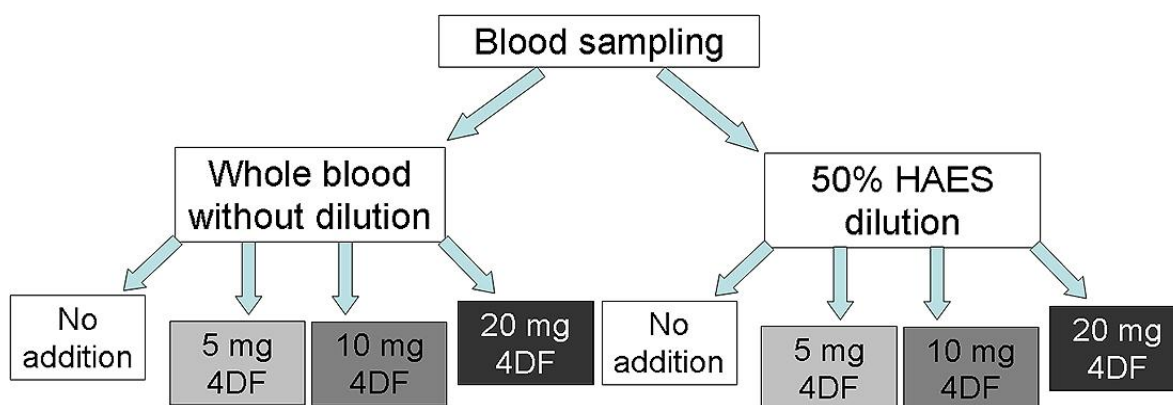 Blood sampling
Whole blood
without dilution
50% HAES
dilution
No
addition
5 mg
4DF
10 mg
4DF
20 mg
4DF
No
addition
5 mg
4DF
10 mg
4DF
20 mg
4DF